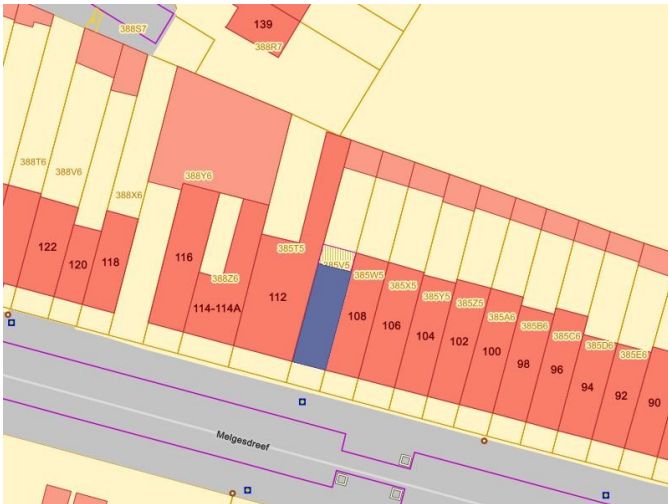 388S7
139
388R7
388T6
388V6
388Y6
388X6
122
120
118
116
385T5
388Z6
385V5
385W5
385X5
385Y5
385Z5
385A6
385B6
385C6
385D6
385E6
114-114A
112
108
106
104
102
100
98
96
94
92
90
Melgesdreef